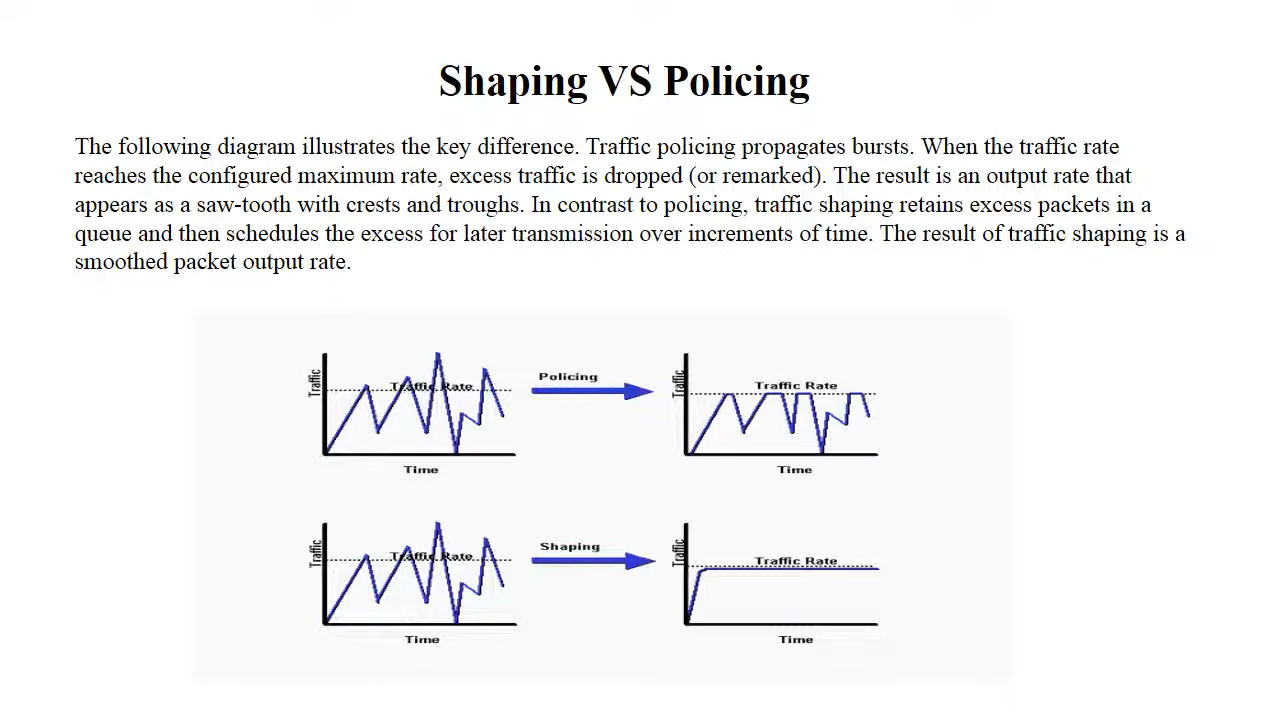 Shaping VS Policing
The following diagram illustrates the key difference. Traffic policing propagates bursts. When the traffic rate
reaches the configured maximum rate, excess traffic is dropped (or remarked). The result is an output rate that
appears as a saw-tooth with crests and troughs. In contrast to policing, traffic shaping retains excess packets in a
queue and then schedules the excess for later transmission over increments of time. The result of traffic shaping is a
smoothed packet output rate.
Traffic
Traffic Rate
Time
Policing
Traffic
Traffic Rate
Time
Traffic
Traffic Rate
Time
Shaping
Traffic
Traffic Rate
Time